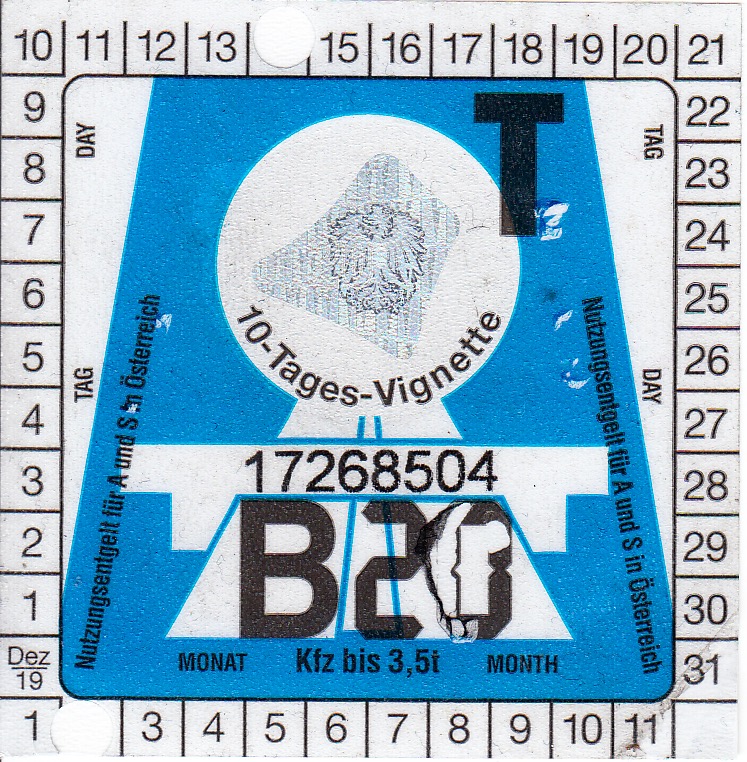 10 11 12 13 15 16 17 18 19 20 21
9 22
8 23
7 24
6 25
5 26
4 27
3 28
2 29
1 30
Dez 19 31
1 3 4 5 6 7 8 9 10 11
DAY
TAG
T
TAG
DAY
10-Tages-Vignette
Nutzungsentgelt für A und S in Österreich
Nutzungsentgelt für A und S in Österreich
17268504
B2
MONAT Kfz bis 3,5t MONTH